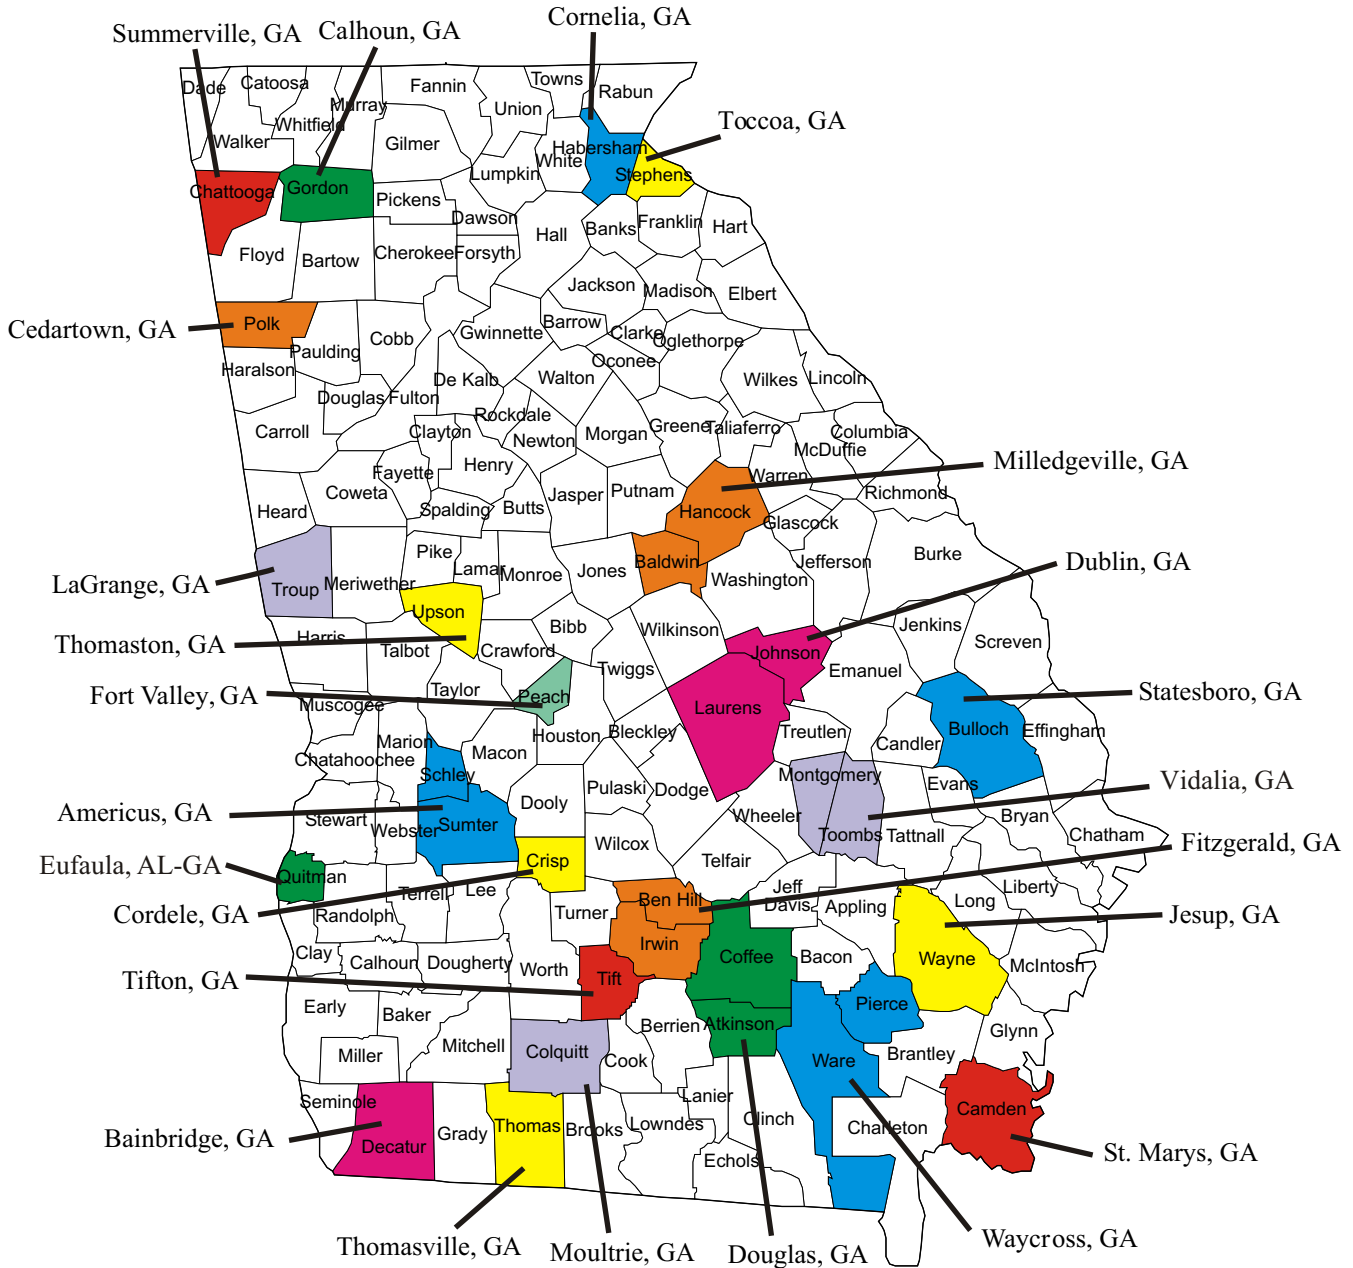 Cornelia, GA
Summerville, GA
Calhoun, GA
Toccoa, GA
Dade
Catoosa
Murray
Whitfield
Walker
Fannin
Gilmer
Union
Towns
Rabun
White
Habersham
Stephens
Lumpkin
Chattooga
Gordon
Pickens
Dawson
Hall
Banks
Franklin
Hart
Floyd
Bartow
Cherokee
Forsyth
Jackson
Madison
Elbert
Cedartown, GA
Polk
Paulding
Cobb
Gwinnette
Barrow
Clarke
Oglethorpe
Oconee
Haralson
De Kalb
Walton
Wilkes
Lincoln
Douglas
Fulton
Rockdale
Carroll
Clayton
Newton
Morgan
Greene
Taliaferro
Columbia
McDuffie
Milledgeville, GA
Fayette
Henry
Warren
Coweta
Jasper
Putnam
Richmond
Heard
Spalding
Butts
Hancock
Glascock
Pike
Lamar
Monroe
Jones
Baldwin
Washington
Jefferson
Burke
Dublin, GA
LaGrange, GA
Troup
Meriwether
Upson
Thomaston, GA
Harris
Talbot
Crawford
Bibb
Wilkinson
Twiggs
Johnson
Emanuel
Jenkins
Screven
Fort Valley, GA
Taylor
Peach
Muscogee
Laurens
Statesboro, GA
Chatahoochee
Marion
Macon
Houston
Bleckley
Treutlen
Candler
Bulloch
Effingham
Schley
Montgomery
Vidalia, GA
Americus, GA
Stewart
Webster
Sumter
Dooly
Pulaski
Dodge
Wheeler
Toombs
Tattnall
Evans
Bryan
Chatham
Fitzgerald, GA
Eufaula, AL-GA
Quitman
Crisp
Wilcox
Telfair
Cordele, GA
Terrell
Lee
Randolph
Turner
Ben Hill
Jeff
Davis
Appling
Long
Liberty
Jesup, GA
Clay
Calhoun
Dougherty
Worth
Irwin
Coffee
Bacon
Wayne
McIntosh
Tifton, GA
Tift
Early
Baker
Berrien
Atkinson
Pierce
Glynn
Miller
Mitchell
Colquitt
Cook
Ware
Brantley
Seminole
Lanier
Clinch
Charleton
Camden
Bainbridge, GA
Decatur
Grady
Thomas
Brooks
Lowndes
Echols
St. Marys, GA
Thomasville, GA
Moultrie, GA
Douglas, GA
Waycross, GA